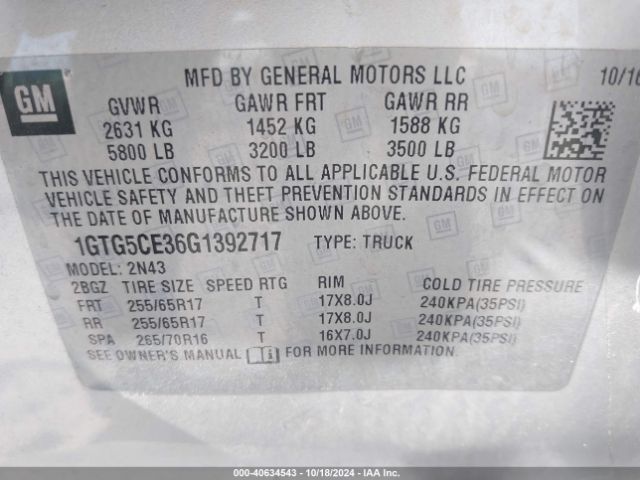 GM
MFD BY GENERAL MOTORS LLC 10/16
GVWR GAWR FRT GAWR RR
2631 KG 1452 KG 1588 KG
5800 LB 3200 LB 3500 LB
THIS VEHICLE CONFORMS TO ALL APPLICABLE U.S. FEDERAL MOTOR
VEHICLE SAFETY AND THEFT PREVENTION STANDARDS IN EFFECT ON
THE DATE OF MANUFACTURE SHOWN ABOVE.
1GTG5CE36G1392717 TYPE: TRUCK
MODEL: 2N43
2BGZ TIRE SIZE SPEED RTG RIM COLD TIRE PRESSURE
FRT 255/65R17 T 17X8.0J 240KPA(35PSI)
RR 255/65R17 T 17X8.0J 240KPA(35PSI)
SPA 265/70R16 T 16X7.0J 240KPA(35PSI)
SEE OWNER'S MANUAL FOR MORE INFORMATION.
000-40634543 - 10/18/2024 - IAA Inc.